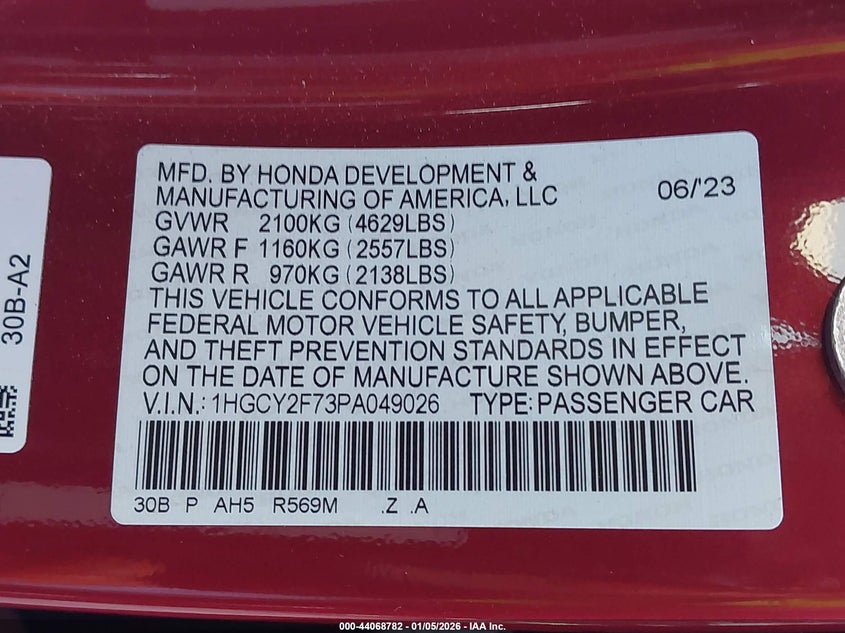 MFD. BY HONDA DEVELOPMENT &
MANUFACTURING OF AMERICA, LLC 06/'23
GVWR 2100KG (4629LBS)
GAWR F 1160KG (2557LBS)
GAWR R 970KG (2138LBS)
THIS VEHICLE CONFORMS TO ALL APPLICABLE
FEDERAL MOTOR VEHICLE SAFETY, BUMPER,
AND THEFT PREVENTION STANDARDS IN EFFECT
ON THE DATE OF MANUFACTURE SHOWN ABOVE.
V.I.N.: 1HGCY2F73PA049026 TYPE: PASSENGER CAR
30B P AH5 R569M .Z .A
30B-A2
000-44068782 - 01/05/2026 - IAA Inc.